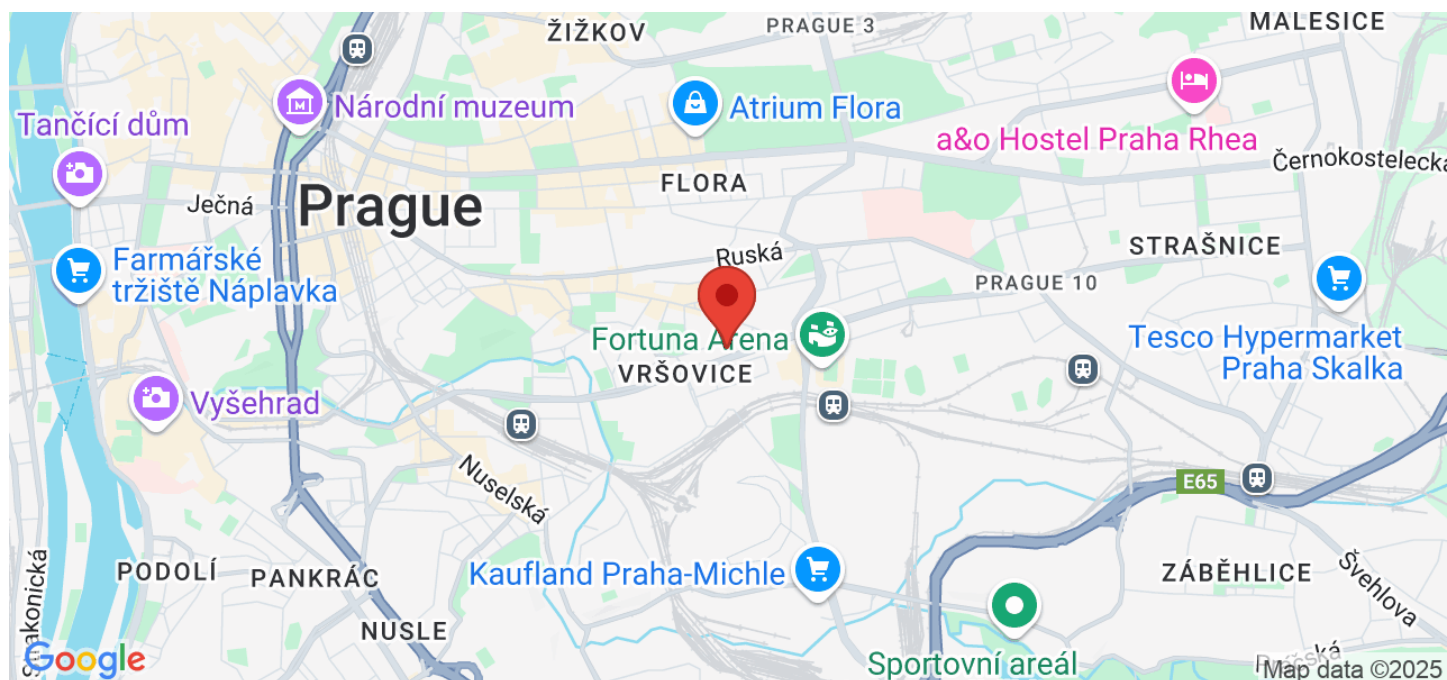 ŽIŽKOV
PRAGUE 3
MALEŠICE
Národní muzeum
Atrium Flora
Tančící dům
a&o Hostel Praha Rhea
Černokostelecká
FLORA
Ječná
Prague
Ruská
STRAŠNICE
Farmářské
tržiště Náplavka
PRAGUE 10
Fortuna Arena
VRŠOVICE
Tesco Hypermarket
Praha Skalka
Vyšehrad
Nuselská
E65
PODOLÍ
PANKRÁC
Kaufland Praha-Michle
ZÁBĚHLICE
Švehlova
NUSLE
Sportovní areál
Google
Map data ©2025